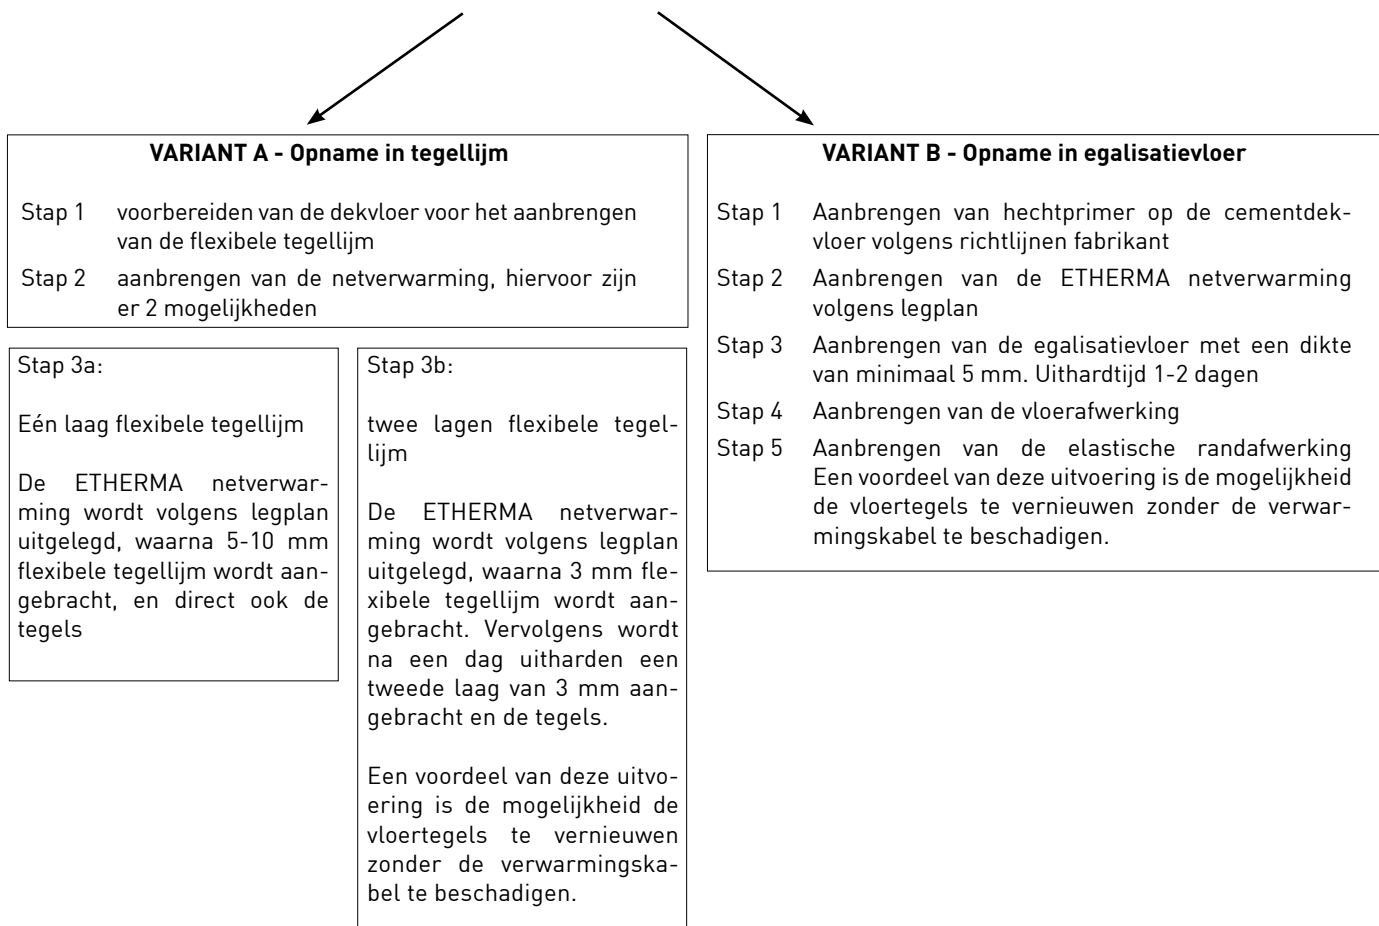 VARIANT A - Opname in tegellijm
Stap 1 voorbereiden van de dekvloer voor het aanbrengen
van de flexibele tegellijm
Stap 2 aanbrengen van de netverwarming, hiervoor zijn
er 2 mogelijkheden
Stap 3a:
Eén laag flexibele tegellijm
De ETHERMA netverwar-
ming wordt volgens legplan
uitgelegd, waarna 5-10 mm
flexibele tegellijm wordt aan-
gebracht, en direct ook de
tegels
Stap 3b:
twee lagen flexibele tegel-
lijm
De ETHERMA netverwar-
ming wordt volgens legplan
uitgelegd, waarna 3 mm fle-
xibele tegellijm wordt aan-
gebracht. Vervolgens wordt
na een dag uitharden een
tweede laag van 3 mm aan-
gebracht en de tegels.
Een voordeel van deze uitvo-
ering is de mogelijkheid de
vloertegels te vernieuwen
zonder de verwarmingska-
bel te beschadigen.
VARIANT B - Opname in egalisatievloer
Stap 1 Aanbrengen van hechtprimer op de cementdek-
vloer volgens richtlijnen fabrikant
Stap 2 Aanbrengen van de ETHERMA netverwarming
volgens legplan
Stap 3 Aanbrengen van de egalisatievloer met een dikte
van minimaal 5 mm. Uithardtijd 1-2 dagen
Stap 4 Aanbrengen van de vloerafwerking
Stap 5 Aanbrengen van de elastische randafwerking
Een voordeel van deze uitvoering is de mogelijkheid
de vloertegels te vernieuwen zonder de verwar-
mingskabel te beschadigen.